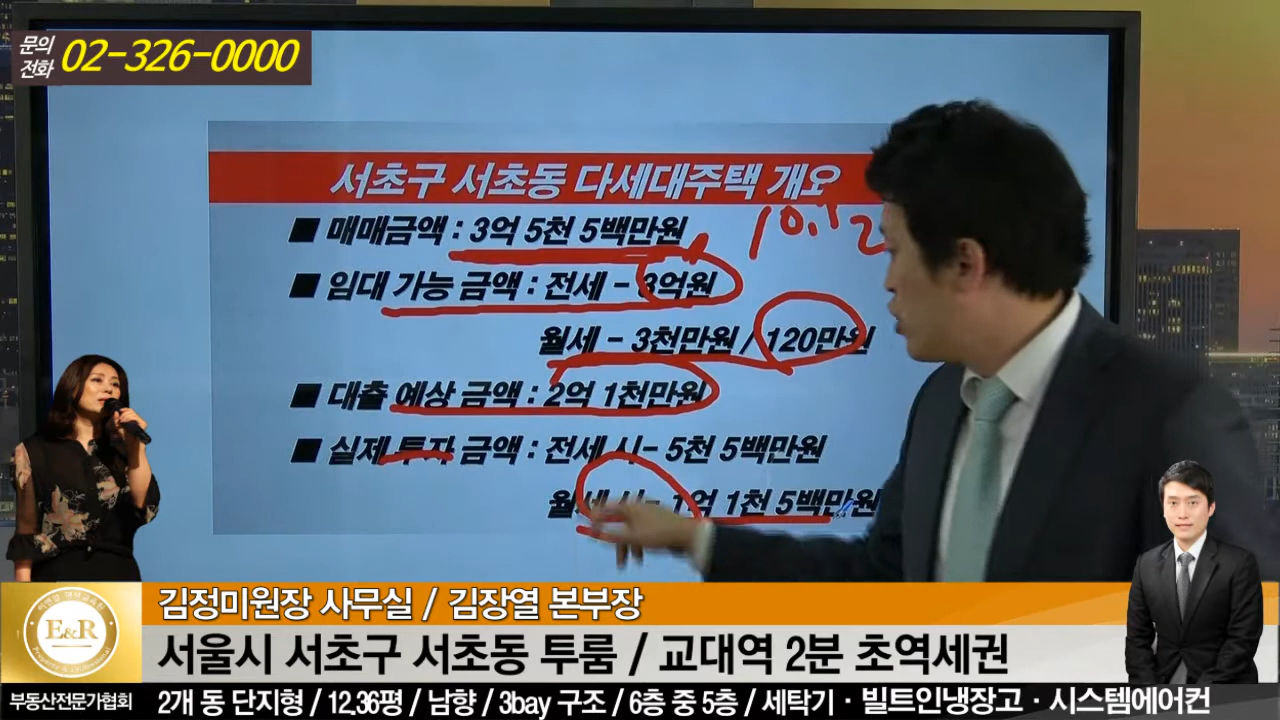 문의
전화
02-326-0000
서초구 서초동 다세대주택 개요
■ 매매금액 : 3억 5천 5백만원
10.12
■ 임대 가능 금액 : 전세 - 3억원
월세 - 3천만원 / 120만원
■ 대출 예상 금액 : 2억 1천만원
■ 실제 투자 금액 : 전세 시- 5천 5백만원
월세 시- 1억 1천 5백만원
E&R
김정미원장 사무실 / 김장열 본부장
서울시 서초구 서초동 투룸 / 교대역 2분 초역세권
부동산전문가협회
2개 동 단지형 / 12.36평 / 남향 / 3bay 구조 / 6층 중 5층 / 세탁기 · 빌트인냉장고 · 시스템에어컨